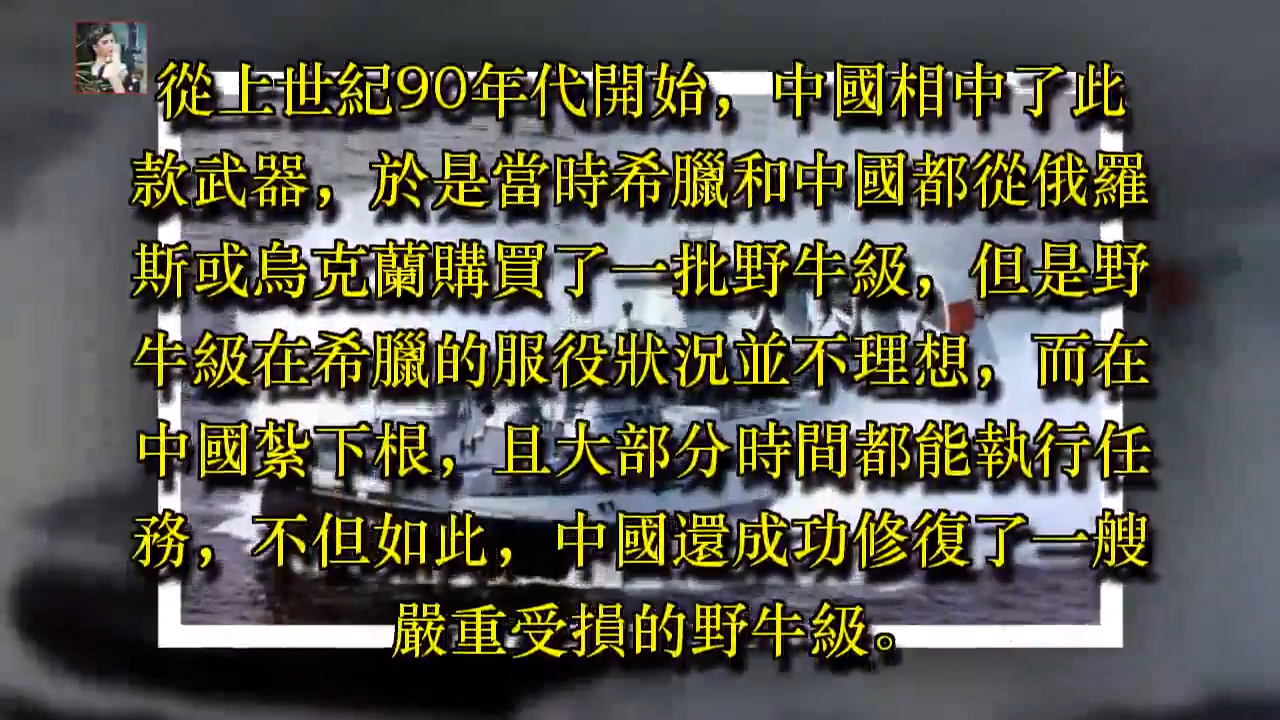 從上世紀90年代開始，中國相中了此
款武器，於是當時希臘和中國都從俄羅
斯或烏克蘭購買了一批野牛級，但是野
牛級在希臘的服役狀況並不理想，而在
中國紮下根，且大部分時間都能執行任
務，不但如此，中國還成功修復了一艘
嚴重受損的野牛級。